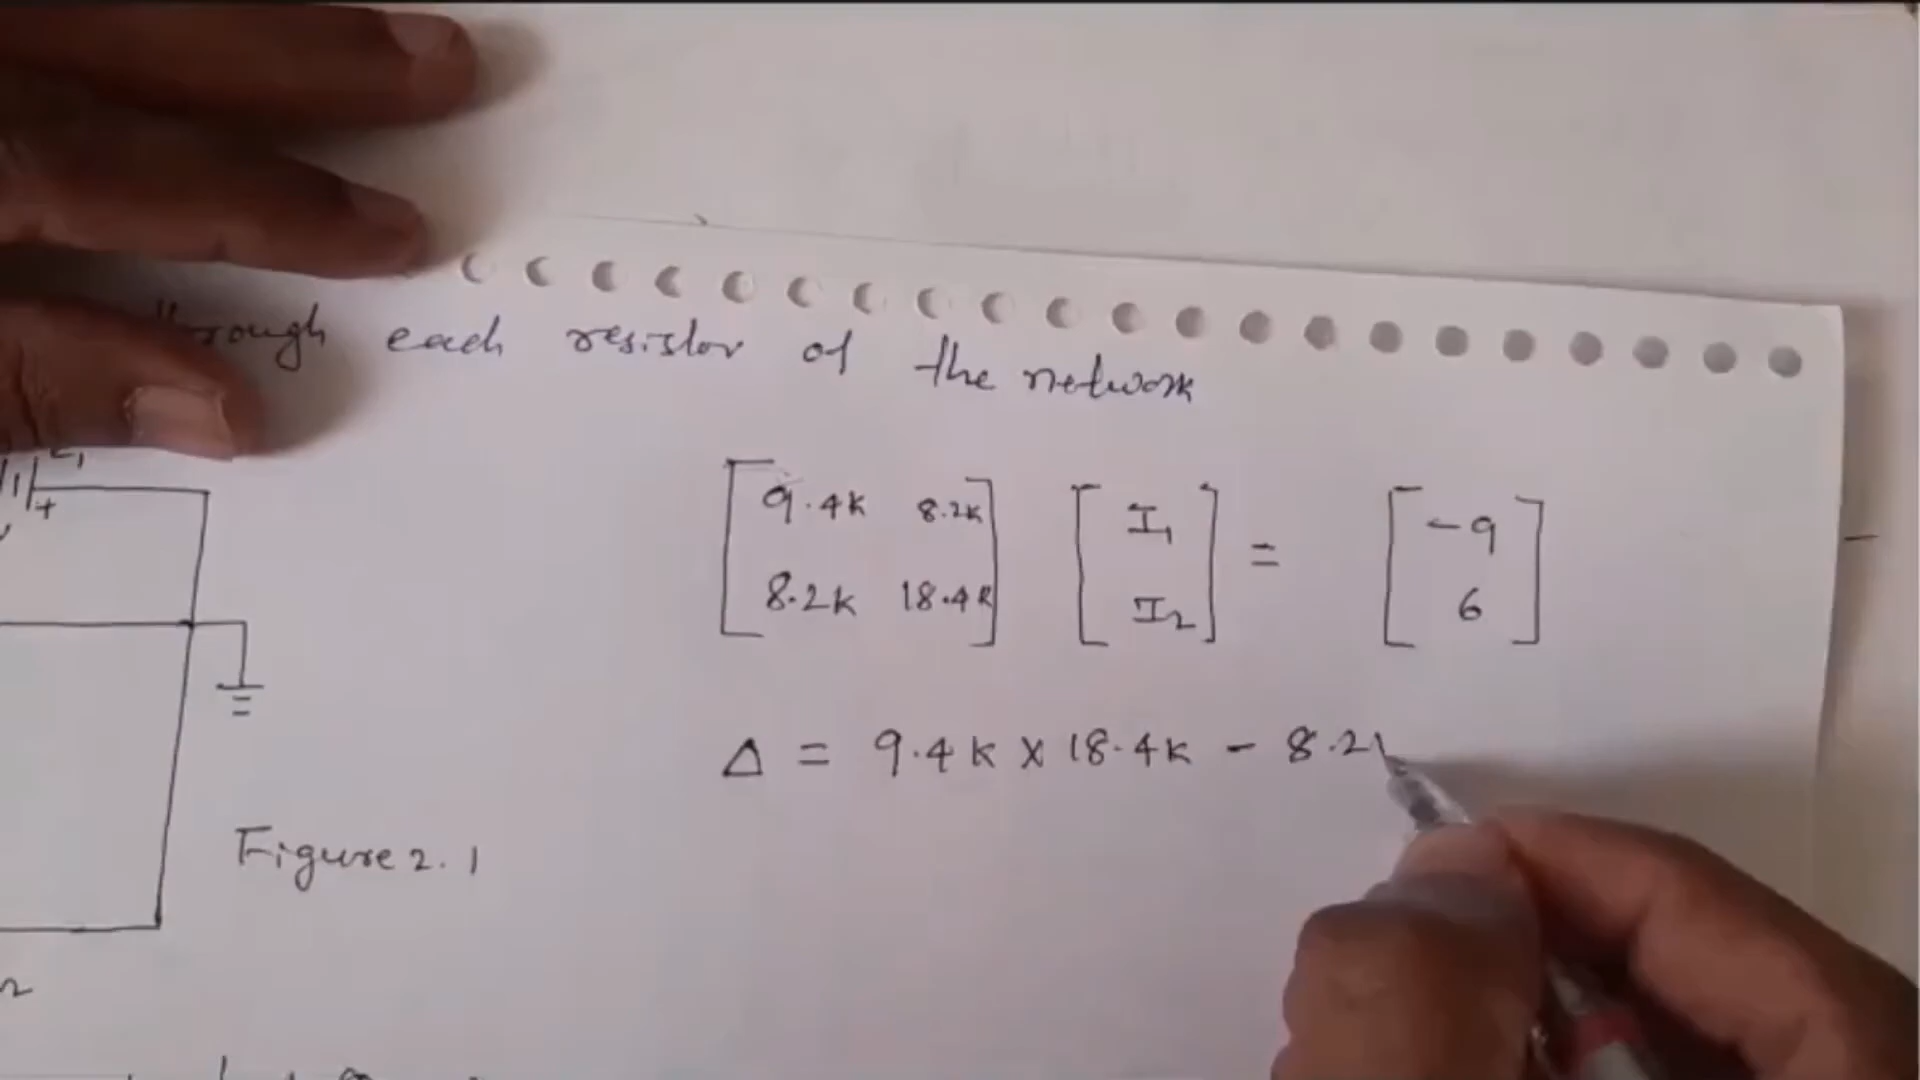 through each resistor of the network
9.4K 8.2K I1 = -9
8.2K 18.4K I2 6
Δ = 9.4K X 18.4K - 8.2
Figure 2.1